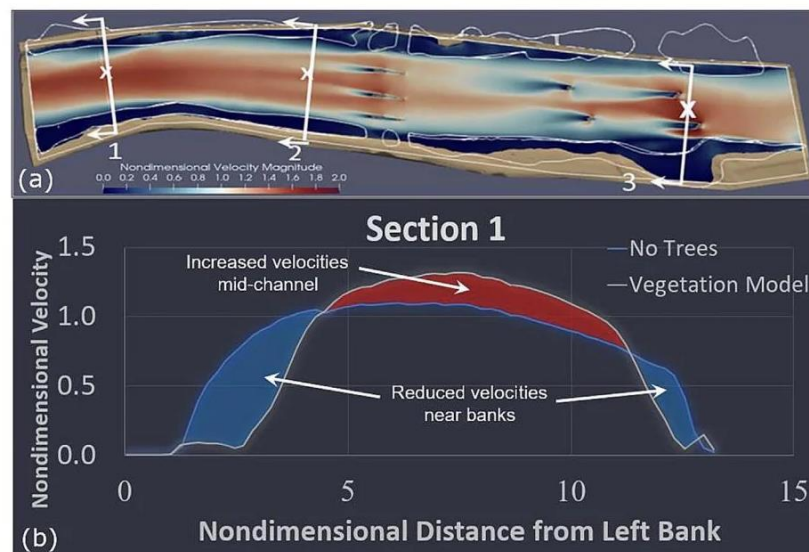 1
2
3
(a)
Nondimensional Velocity Magnitude
0.0 0.2 0.4 0.6 0.8 1.0 1.2 1.4 1.6 1.8 2.0
Section 1
Increased velocities
mid-channel
No Trees
Vegetation Model
Reduced velocities
near banks
Nondimensional Velocity
1.5
1.0
0.5
0.0
0 5 10 15
Nondimensional Distance from Left Bank
(b)